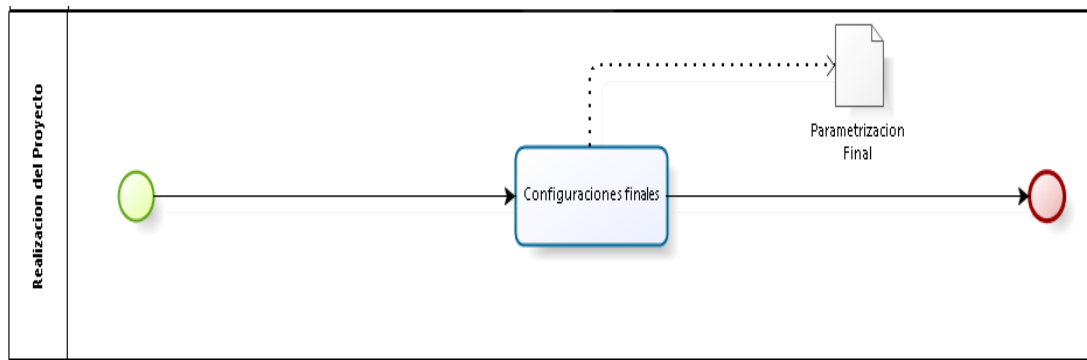 Realizacion del Proyecto
Configuraciones finales
Parametrizacion
Final